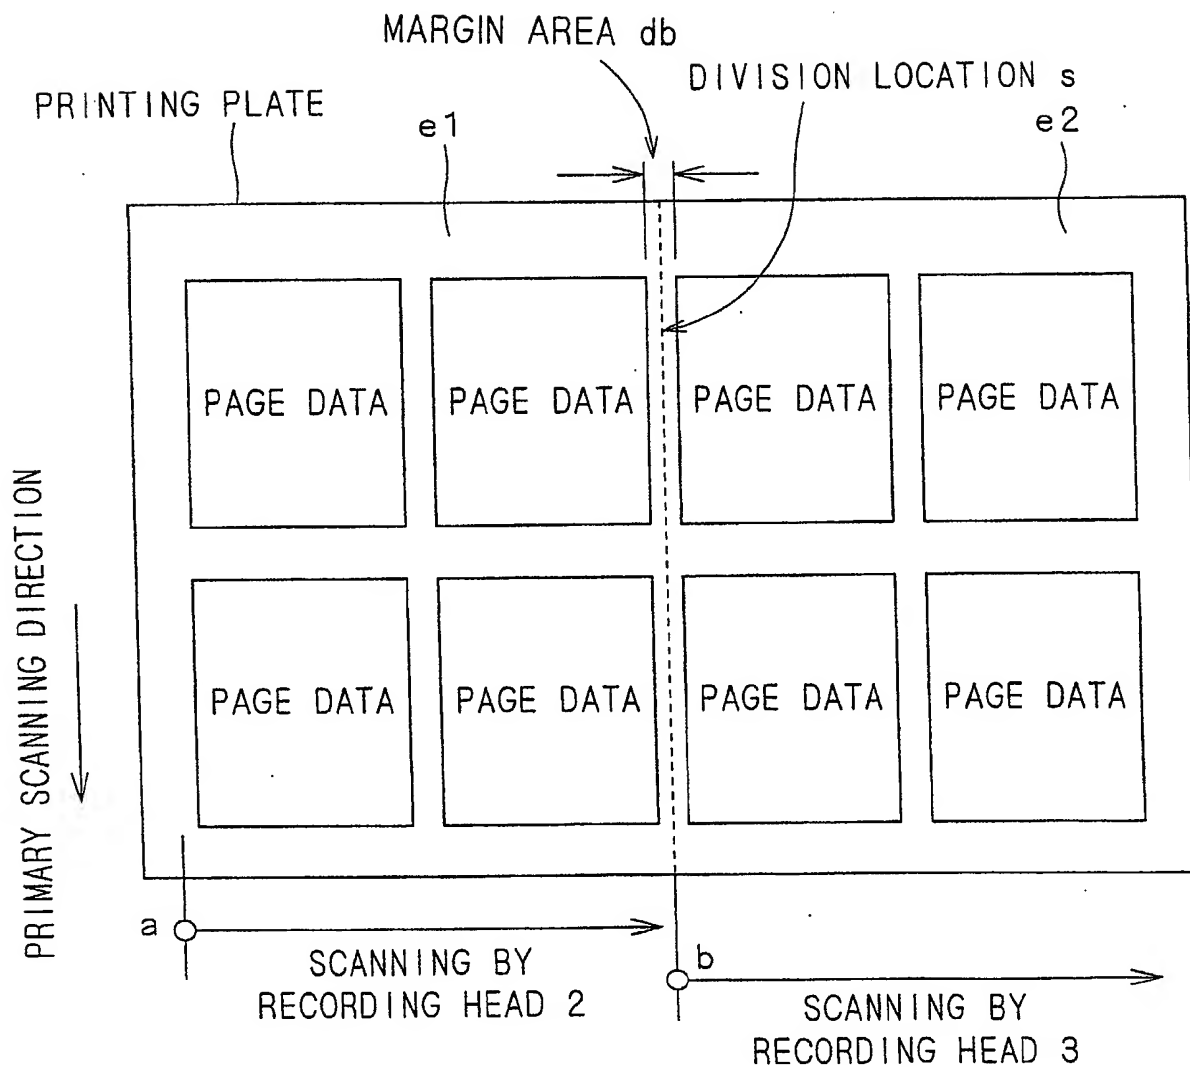 MARGIN AREA db
DIVISION LOCATION s
PRINTING PLATE
e1
e2
PAGE DATA PAGE DATA PAGE DATA PAGE DATA
PRIMARY SCANNING DIRECTION
PAGE DATA PAGE DATA PAGE DATA PAGE DATA
a
SCANNING BY
RECORDING HEAD 2
b
SCANNING BY
RECORDING HEAD 3